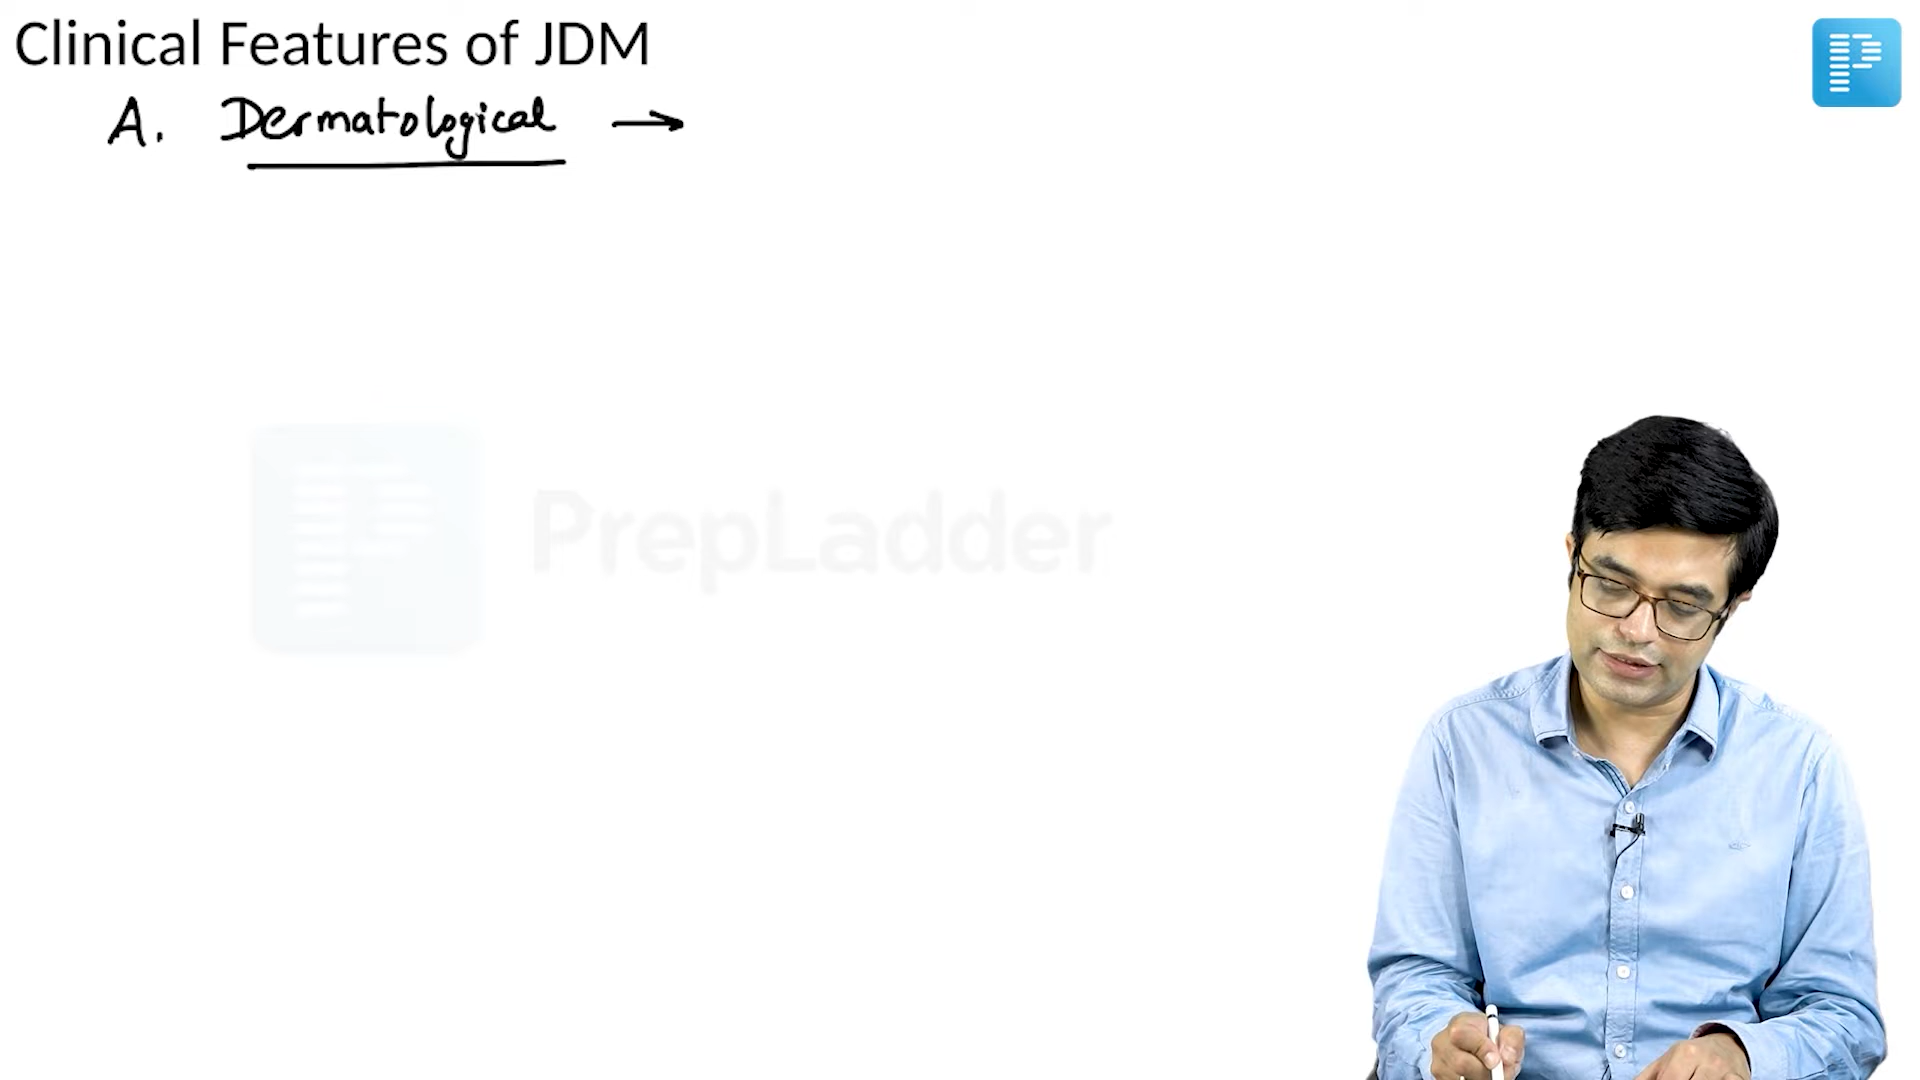 Clinical Features of JDM
A. Dermatological →
PrepLadder